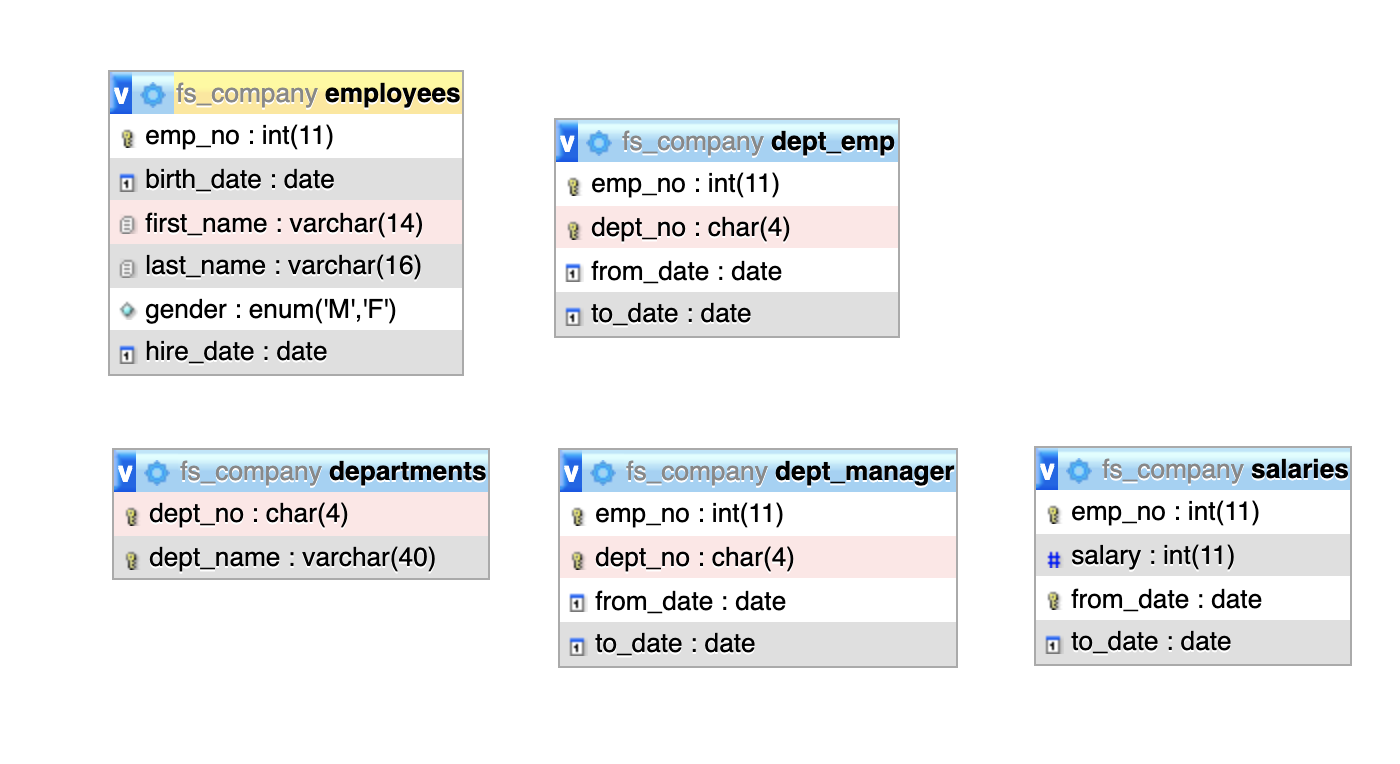 fs_company employees
emp_no : int(11)
birth_date : date
first_name : varchar(14)
last_name : varchar(16)
gender : enum('M','F')
hire_date : date
fs_company dept_emp
emp_no : int(11)
dept_no : char(4)
from_date : date
to_date : date
fs_company departments
dept_no : char(4)
dept_name : varchar(40)
fs_company dept_manager
emp_no : int(11)
dept_no : char(4)
from_date : date
to_date : date
fs_company salaries
emp_no : int(11)
salary : int(11)
from_date : date
to_date : date